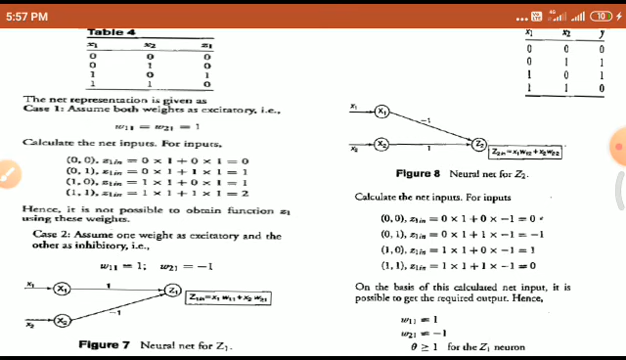 5:57 PM
10
Table 4
x1 x2 z1
0 0 0
0 1 0
1 0 1
1 1 0
The net representation is given as
Case 1: Assume both weights as excitatory, i.e.,
w11 = w21 = 1
Calculate the net inputs. For inputs,
(0, 0), z1in = 0 × 1 + 0 × 1 = 0
(0, 1), z1in = 0 × 1 + 1 × 1 = 1
(1, 0), z1in = 1 × 1 + 0 × 1 = 1
(1, 1), z1in = 1 × 1 + 1 × 1 = 2
Hence, it is not possible to obtain function z1
using these weights.
Case 2: Assume one weight as excitatory and the
other as inhibitory, i.e.,
w11 = 1; w21 = −1
x1 X1 1 Z1
Z1in=x1 w11+x2 w21
x2 X2 −1
Figure 7 Neural net for Z1.
x1 x2 y
0 0 0
0 1 1
1 0 1
1 1 0
x1 X1 −1
x2 X2 1 Z2
Z2in=x1w12+x2w22
Figure 8 Neural net for Z2.
Calculate the net inputs. For inputs
(0, 0), z1in = 0 × 1 + 0 × −1 = 0
(0, 1), z1in = 0 × 1 + 1 × −1 = −1
(1, 0), z1in = 1 × 1 + 0 × −1 = 1
(1, 1), z1in = 1 × 1 + 1 × −1 = 0
On the basis of this calculated net input, it is
possible to get the required output. Hence,
w11 = 1
w21 = −1
θ ≥ 1 for the Z1 neuron